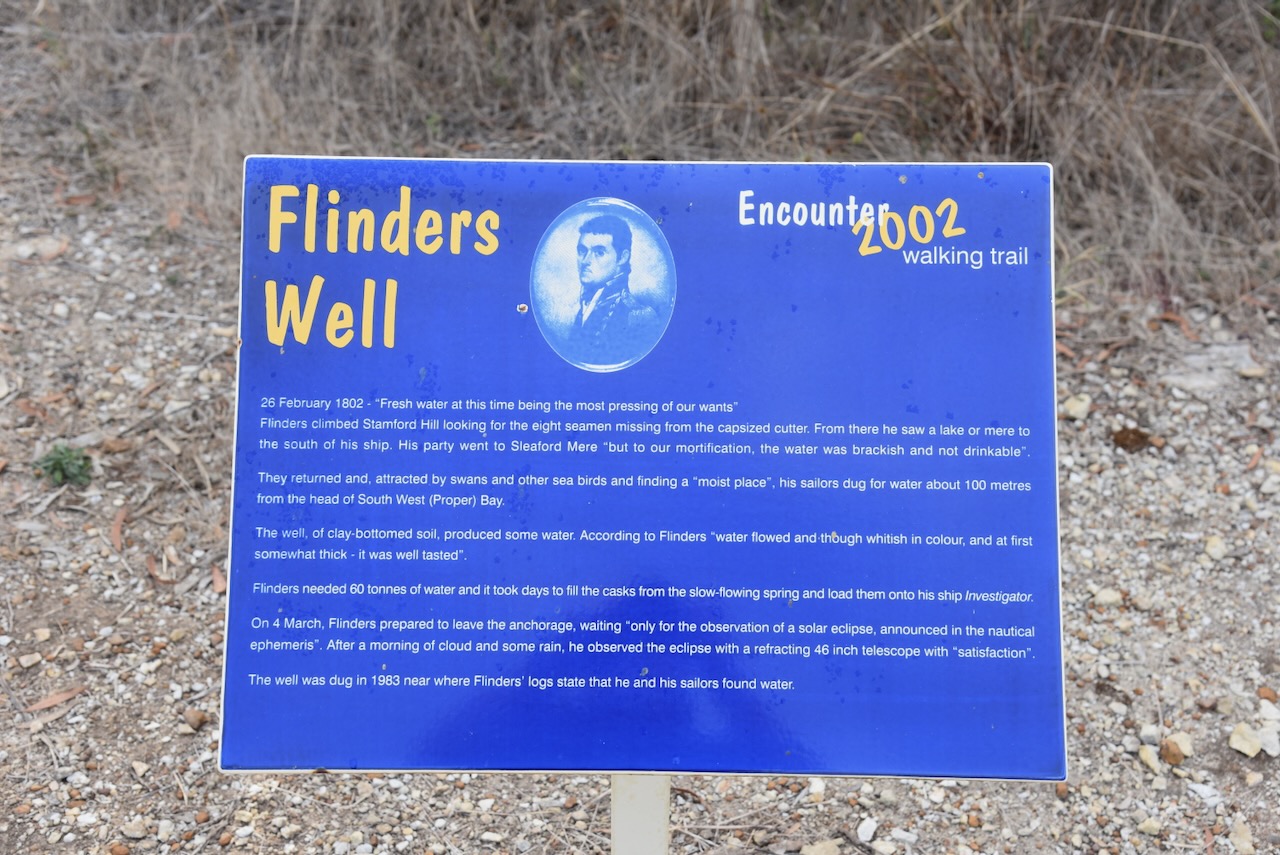 Flinders
Well
Encounter
2002
walking trail
26 February 1802 - “Fresh water at this time being the most pressing of our wants”
Flinders climbed Stamford Hill looking for the eight seamen missing from the capsized cutter. From there he saw a lake or mere to
the south of his ship. His party went to Sleaford Mere “but to our mortification, the water was brackish and not drinkable”.
They returned and, attracted by swans and other sea birds and finding a “moist place”, his sailors dug for water about 100 metres
from the head of South West (Proper) Bay.
The well, of clay-bottomed soil, produced some water. According to Flinders “water flowed and though whitish in colour, and at first
somewhat thick - it was well tasted”.
Flinders needed 60 tonnes of water and it took days to fill the casks from the slow-flowing spring and load them onto his ship Investigator.
On 4 March, Flinders prepared to leave the anchorage, waiting “only for the observation of a solar eclipse, announced in the nautical
ephemeris”. After a morning of cloud and some rain, he observed the eclipse with a refracting 46 inch telescope with “satisfaction”.
The well was dug in 1983 near where Flinders’ logs state that he and his sailors found water.